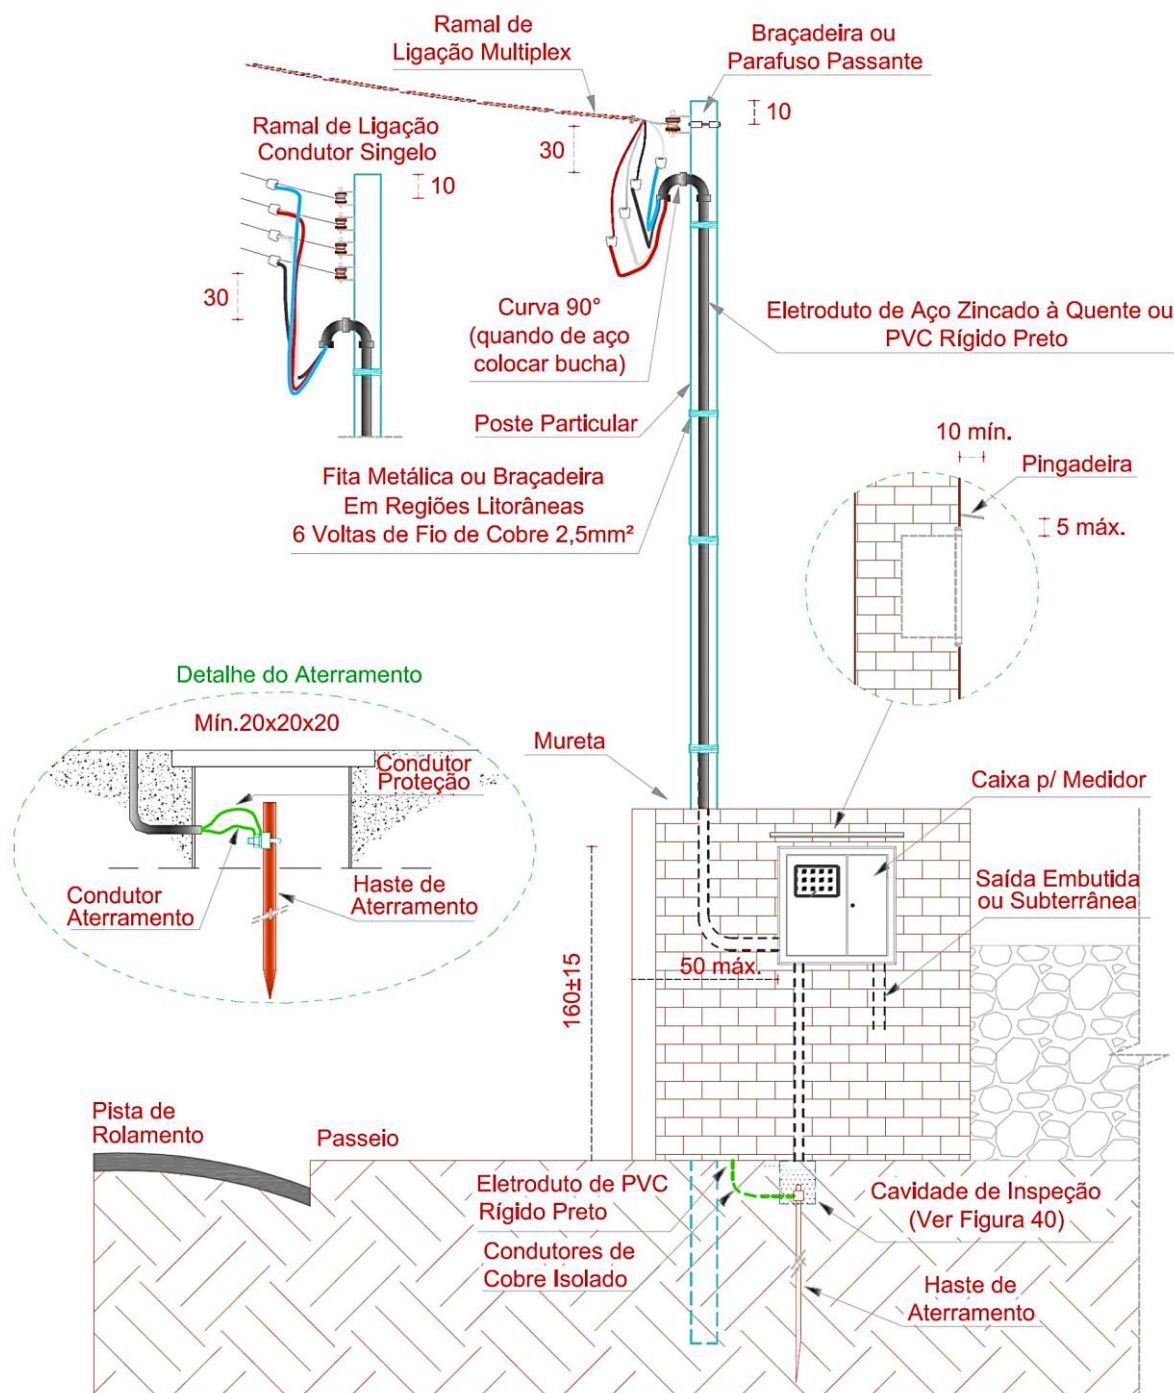 Ramal de
Ligação Multiplex
Braçadeira ou
Parafuso Passante
10
30
Ramal de Ligação
Condutor Singelo
10
30
Curva 90°
(quando de aço
colocar bucha)
Eletroduto de Aço Zincado à Quente ou
PVC Rígido Preto
Poste Particular
Fita Metálica ou Braçadeira
Em Regiões Litorâneas
6 Voltas de Fio de Cobre 2,5mm²
10 mín.
Pingadeira
5 máx.
Detalhe do Aterramento
Mín.20x20x20
Condutor
Proteção
Condutor
Aterramento
Haste de
Aterramento
Mureta
Caixa p/ Medidor
Saída Embutida
ou Subterrânea
50 máx.
160±15
Pista de
Rolamento
Passeio
Eletroduto de PVC
Rígido Preto
Condutores de
Cobre Isolado
Cavidade de Inspeção
(Ver Figura 40)
Haste de
Aterramento